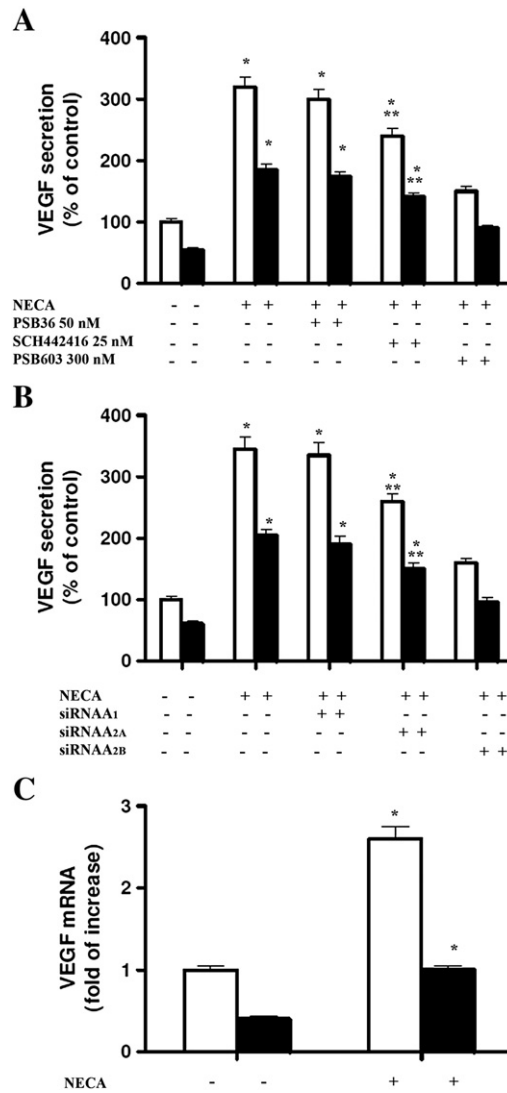 A
VEGF secretion
(% of control)
400
300
200
100
0
*
*
*
*
*
**
*
**
NECA - - + + + + + + + +
PSB36 50 nM - - - - + + - - - -
SCH442416 25 nM - - - - - - + + - -
PSB603 300 nM - - - - - - - - + +
B
VEGF secretion
(% of control)
400
300
200
100
0
*
*
*
*
*
**
*
**
NECA - - + + + + + + + +
siRNAA1 - - - - + + - - - -
siRNAA2A - - - - - - + + - -
siRNAA2B - - - - - - - - + +
C
VEGF mRNA
(fold of increase)
3
2
1
0
*
*
NECA - - + +